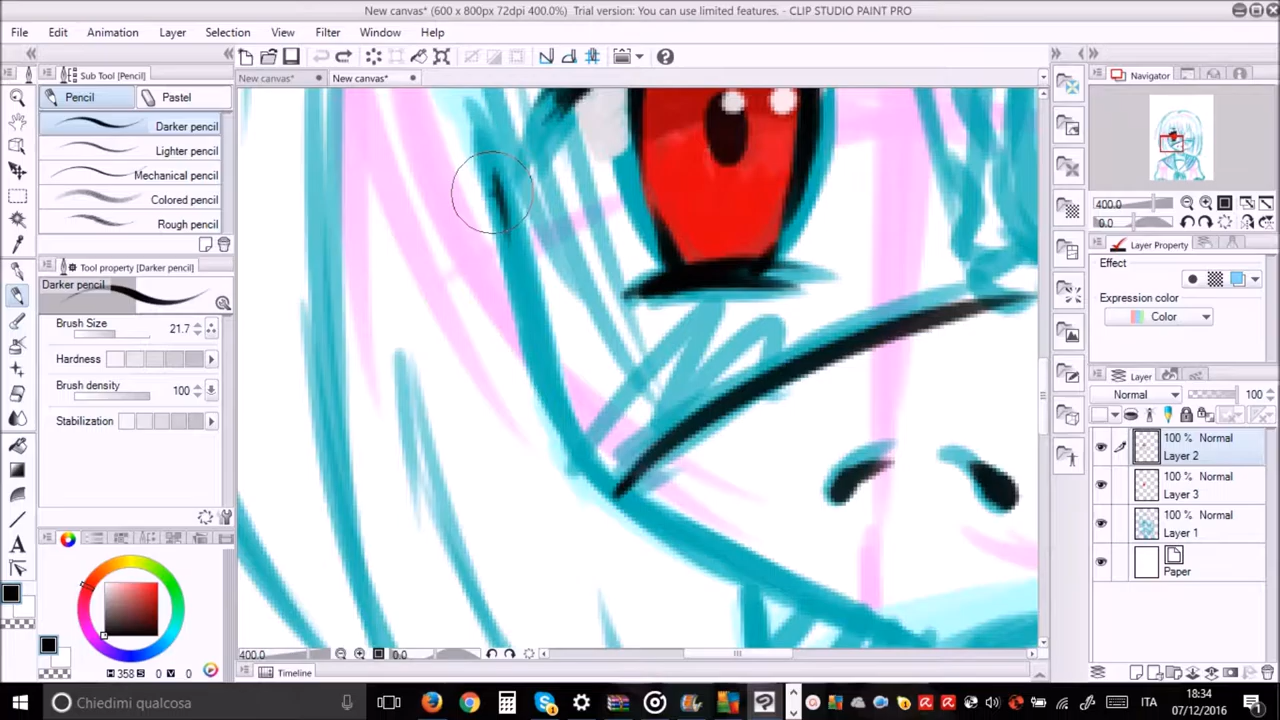 New canvas* (600 x 800px 72dpi 400.0%) Trial version: You can use limited features. - CLIP STUDIO PAINT PRO
File Edit Animation Layer Selection View Filter Window Help
Sub Tool [Pencil]
New canvas* New canvas*
Navigator
Pencil Pastel
Darker pencil
Lighter pencil
Mechanical pencil
Colored pencil
Rough pencil
400.0
0.0
Tool property [Darker pencil]
Layer Property
Darker pencil
Effect
Brush Size 21.7
Expression color
Color
Hardness
Brush density 100
Stabilization
Layer
Normal 100
100 % Normal
Layer 2
100 % Normal
Layer 3
100 % Normal
Layer 1
Paper
400.0 0.0
H 358 S 0 V 0
Timeline
Chiedimi qualcosa
ITA
18:34
07/12/2016